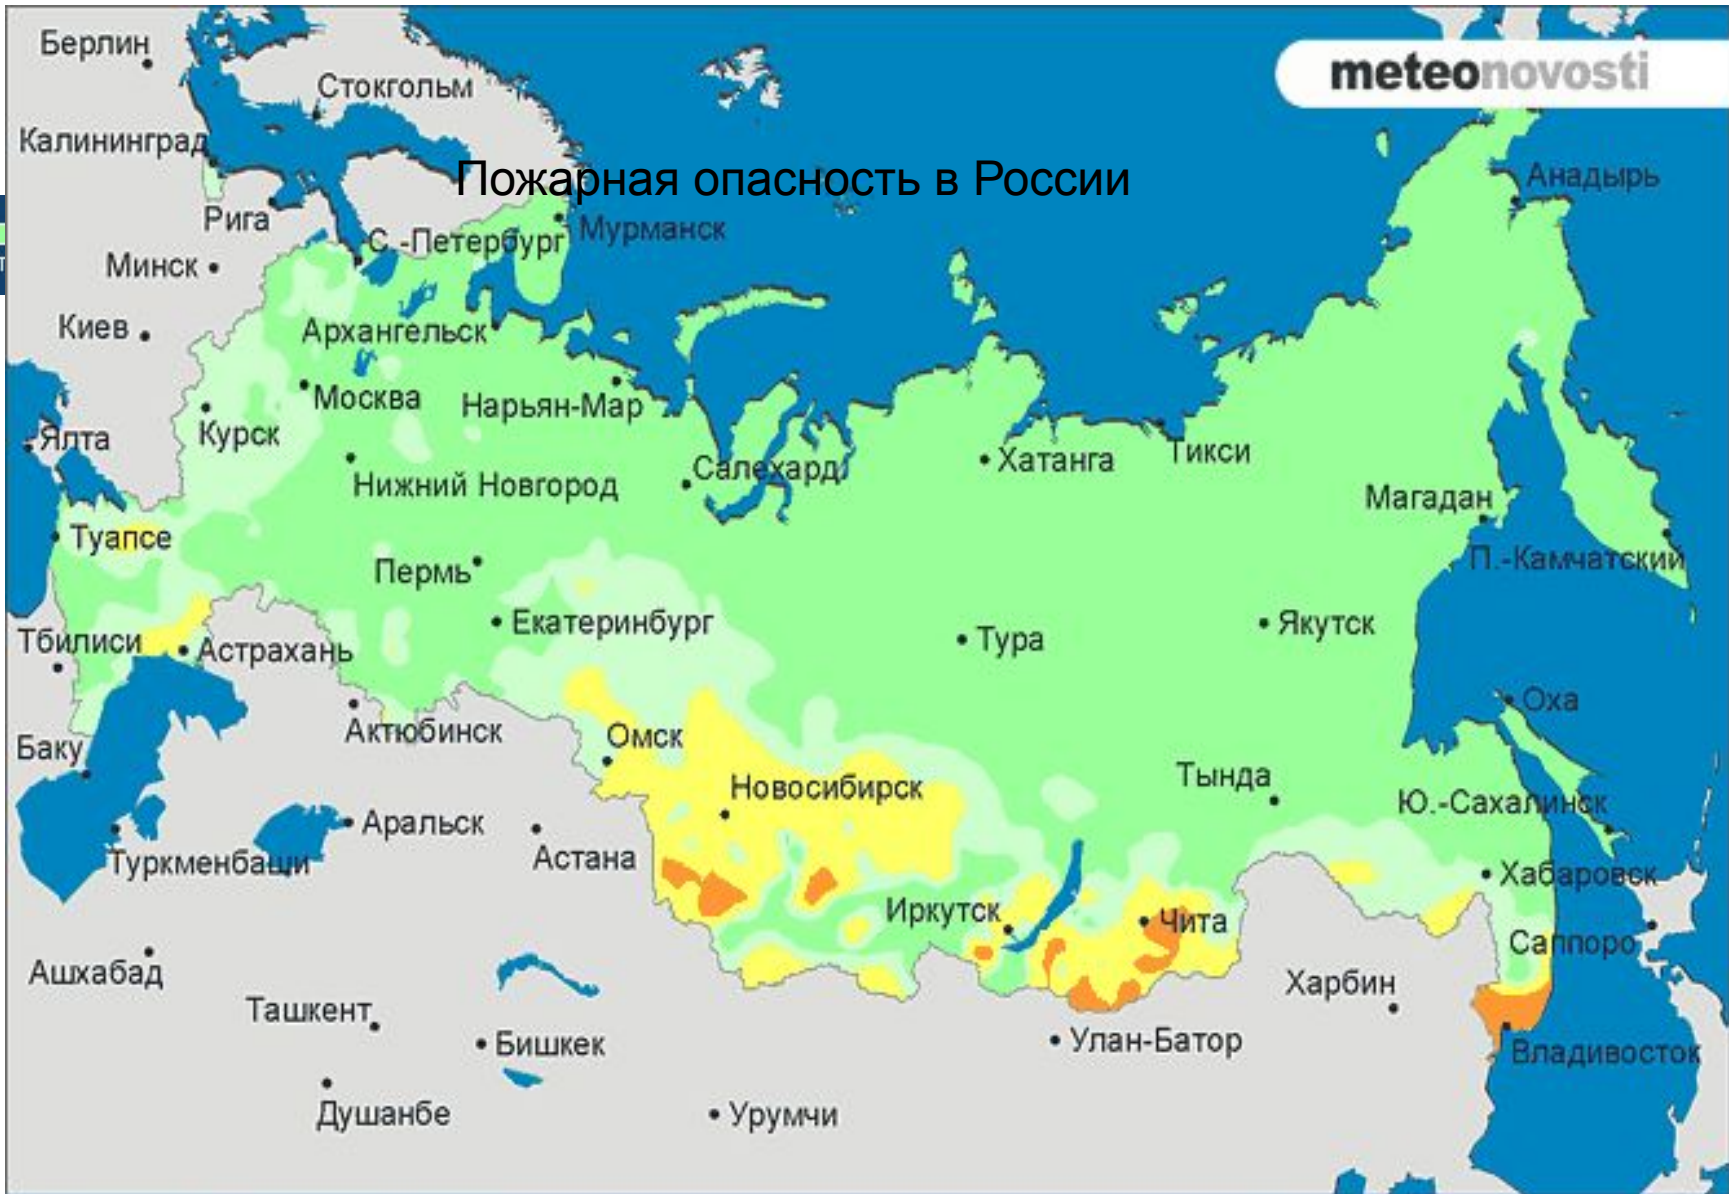 Берлин
meteonovosti
Стокгольм
Калининград
Пожарная опасность в России
Анадырь
Рига
С.-Петербург
Мурманск
Минск
Киев
Архангельск
Москва
Нарьян-Мар
Курск
Ялта
Салехард
Хатанга
Тикси
Нижний Новгород
Магадан
Туапсе
Пермь
П.-Камчатский
Екатеринбург
Якутск
Тбилиси
Тура
Астрахань
Оха
Актюбинск
Омск
Баку
Новосибирск
Тында
Ю.-Сахалинск
Аральск
Астана
Туркменбаши
Хабаровск
Иркутск
Чита
Саппоро
Ашхабад
Харбин
Ташкент
Бишкек
Улан-Батор
Владивосток
Душанбе
Урумчи